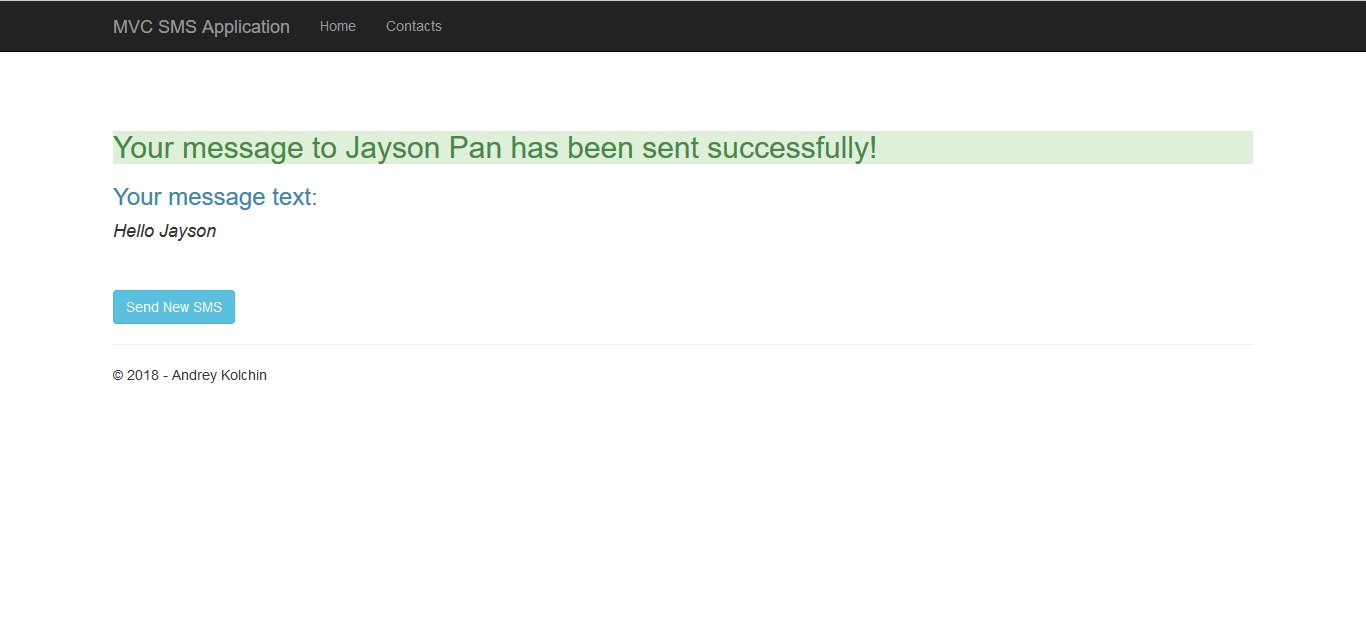 MVC SMS Application Home Contacts
Your message to Jayson Pan has been sent successfully!
Your message text:
Hello Jayson
Send New SMS
© 2018 - Andrey Kolchin